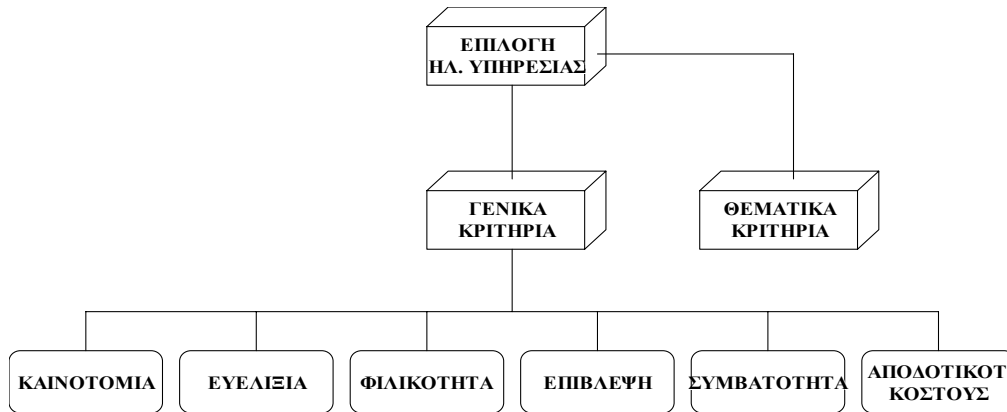 ΕΠΙΛΟΓΗ
ΗΛ. ΥΠΗΡΕΣΙΑΣ
ΓΕΝΙΚΑ
ΚΡΙΤΗΡΙΑ
ΘΕΜΑΤΙΚΑ
ΚΡΙΤΗΡΙΑ
ΚΑΙΝΟΤΟΜΙΑ
ΕΥΕΛΙΞΙΑ
ΦΙΛΙΚΟΤΗΤΑ
ΕΠΙΒΛΕΨΗ
ΣΥΜΒΑΤΟΤΗΤΑ
ΑΠΟΔΟΤΙΚΟΤ
ΚΟΣΤΟΥΣ